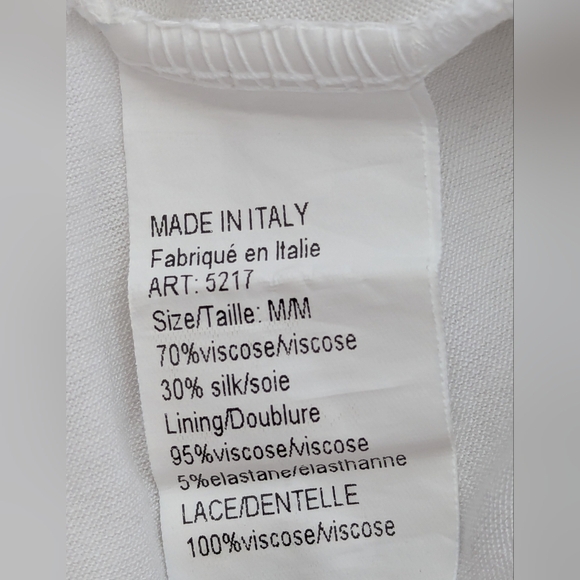 MADE IN ITALY
Fabriqué en Italie
ART: 5217
Size/Taille: M/M
70%viscose/viscose
30% silk/soie
Lining/Doublure
95%viscose/viscose
5%elastane/élasthanne
LACE/DENTELLE
100%viscose/viscose